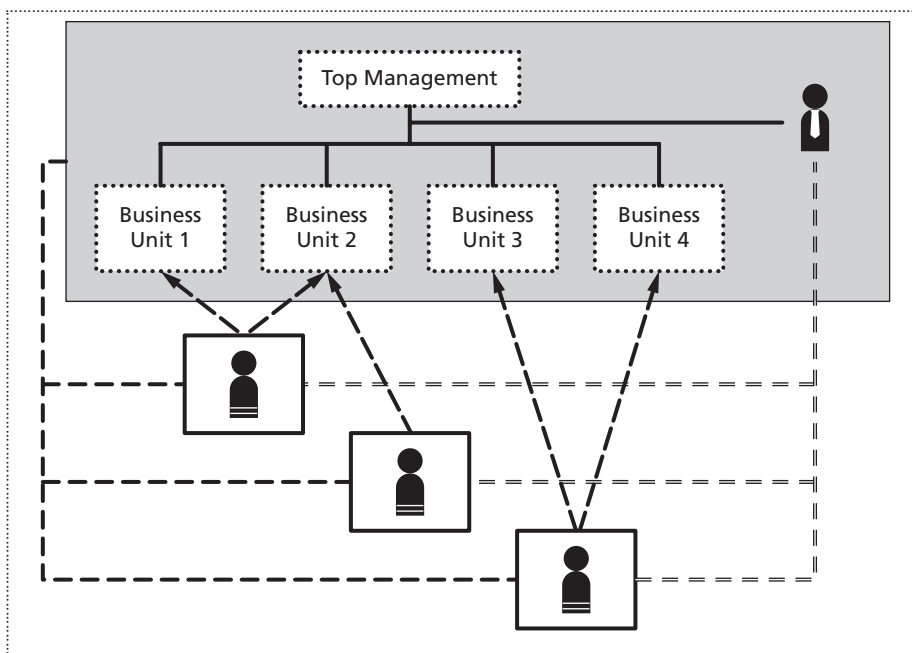 Top Management
Business
Unit 1
Business
Unit 2
Business
Unit 3
Business
Unit 4